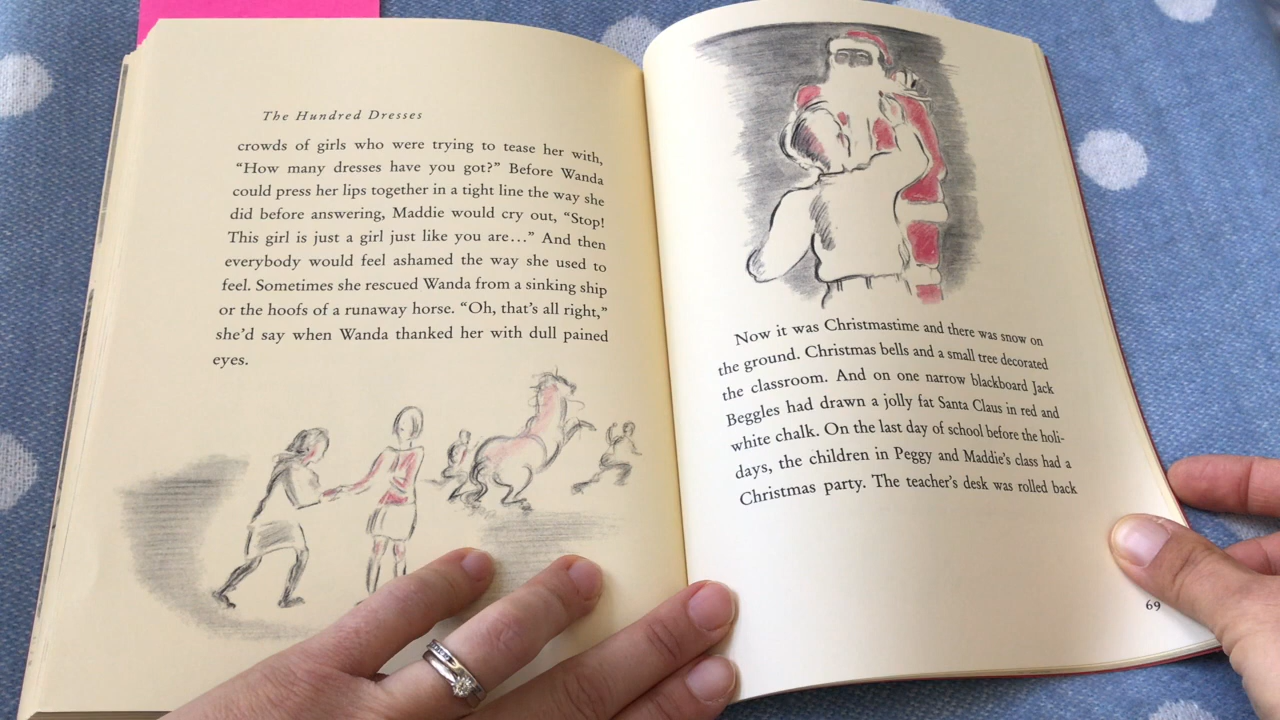 The Hundred Dresses
crowds of girls who were trying to tease her with,
“How many dresses have you got?” Before Wanda
could press her lips together in a tight line the way she
did before answering, Maddie would cry out, “Stop!
This girl is just a girl just like you are...” And then
everybody would feel ashamed the way she used to
feel. Sometimes she rescued Wanda from a sinking ship
or the hoofs of a runaway horse. “Oh, that’s all right,”
she’d say when Wanda thanked her with dull pained
eyes.
Now it was Christmastime and there was snow on
the ground. Christmas bells and a small tree decorated
the classroom. And on one narrow blackboard Jack
Beggles had drawn a jolly fat Santa Claus in red and
white chalk. On the last day of school before the holi-
days, the children in Peggy and Maddie’s class had a
Christmas party. The teacher’s desk was rolled back
69